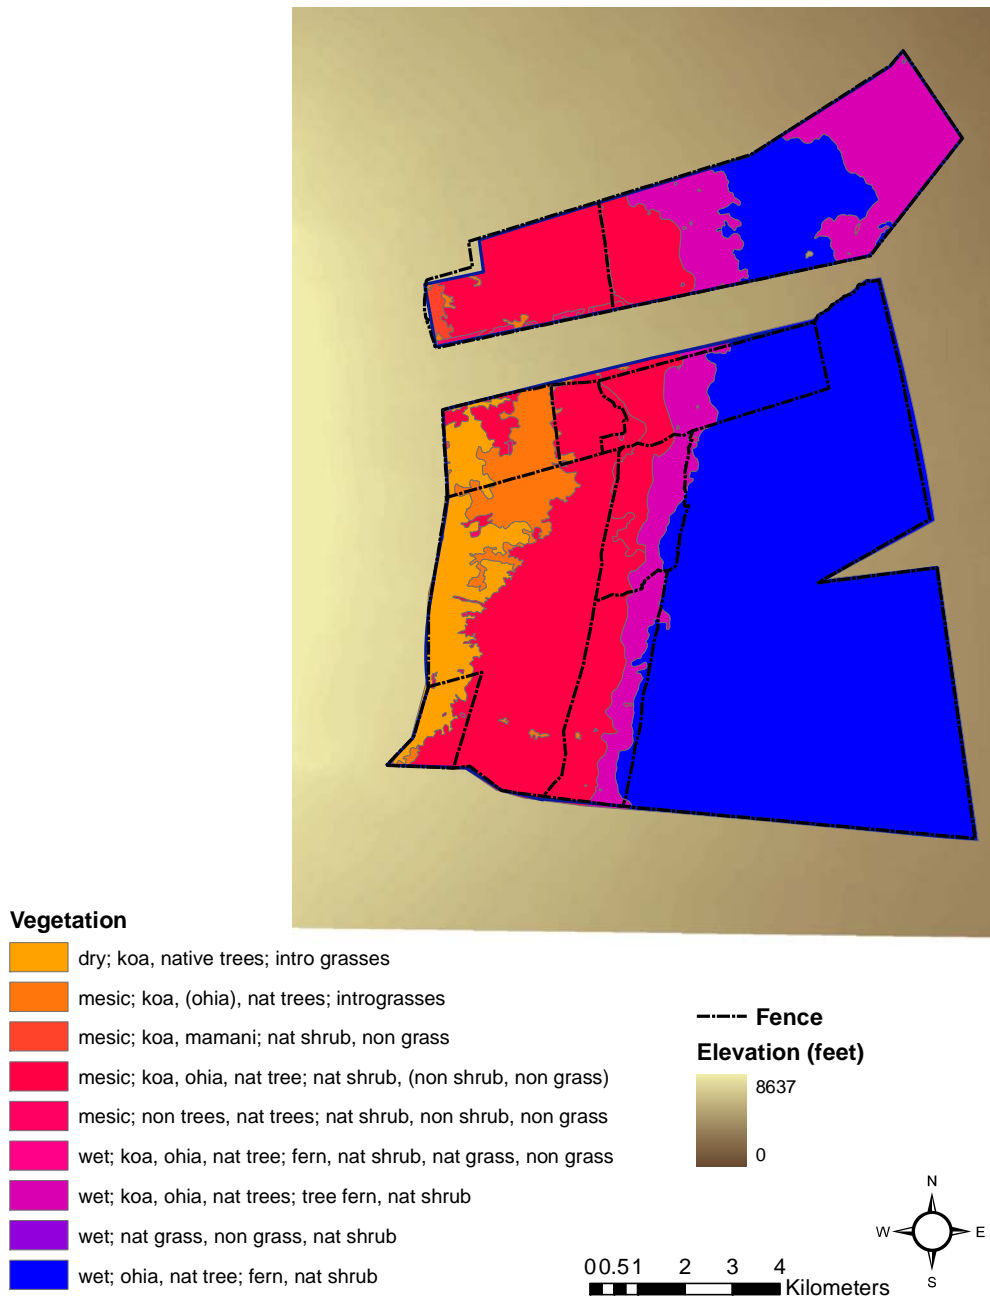 Vegetation
dry; koa, native trees; intro grasses
mesic; koa, (ohia), nat trees; intrograsses
mesic; koa, mamani; nat shrub, non grass
mesic; koa, ohia, nat tree; nat shrub, (non shrub, non grass)
mesic; non trees, nat trees; nat shrub, non shrub, non grass
wet; koa, ohia, nat tree; fern, nat shrub, nat grass, non grass
wet; koa, ohia, nat trees; tree fern, nat shrub
wet; nat grass, non grass, nat shrub
wet; ohia, nat tree; fern, nat shrub
Fence
Elevation (feet)
8637
0
N
W E
S
0 0.5 1 2 3 4
Kilometers